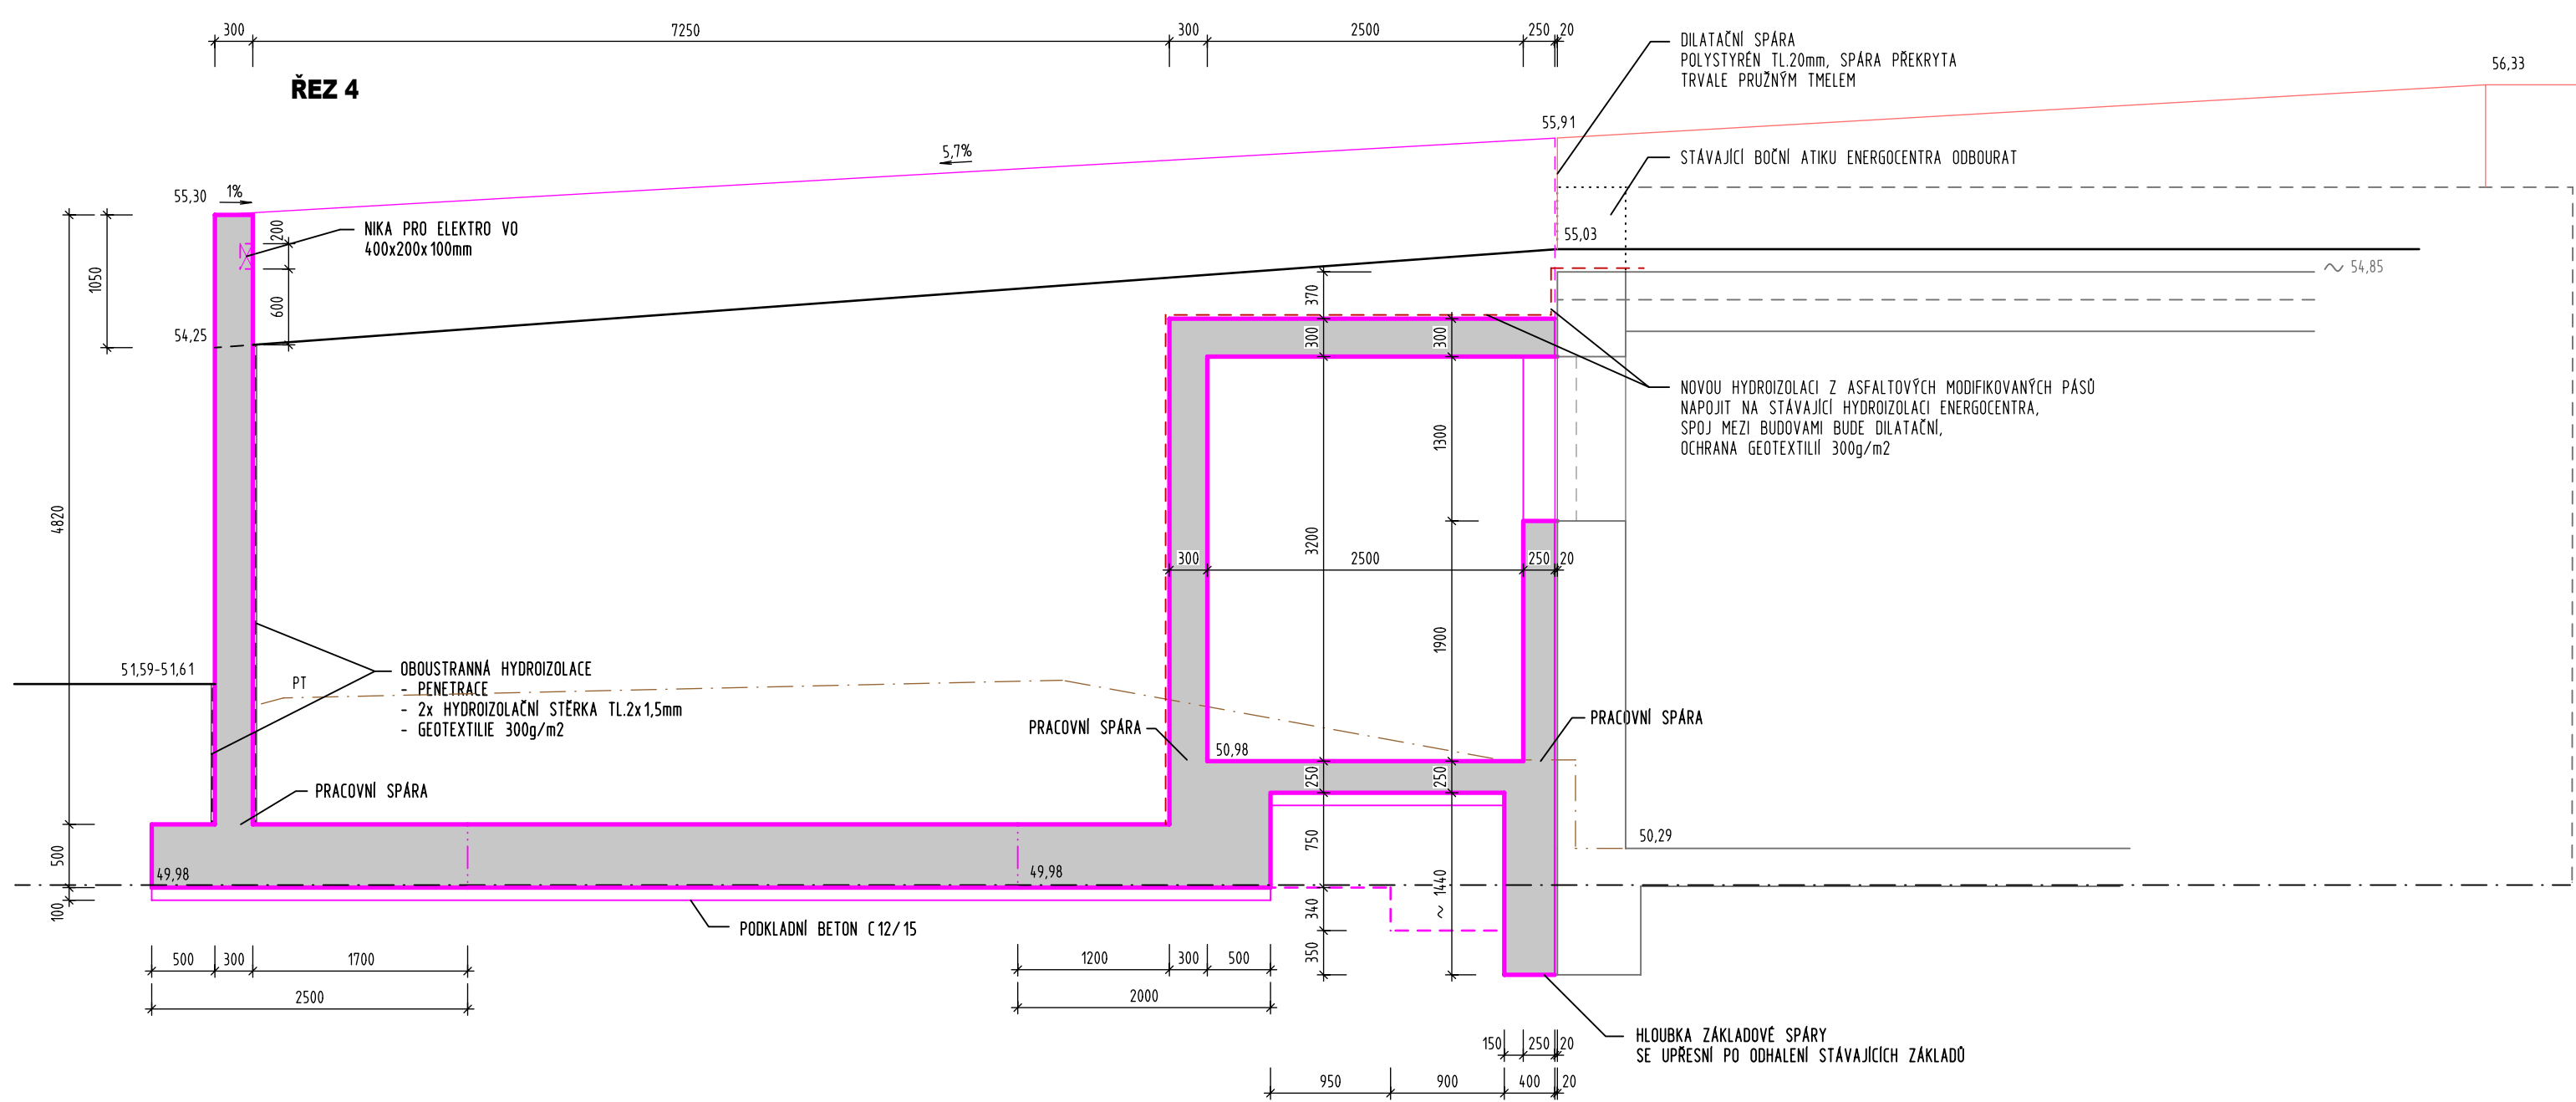 300
7250
300
2500
250
20
ŘEZ 4
DILATAČNÍ SPÁRA
POLYSTYRÉN TL.20mm, SPÁRA PŘEKRYTA
TRVALE PRUŽNÝM TMELEM
56,33
55,91
5,7%
STÁVAJÍCÍ BOČNÍ ATIKU ENERGOCENTRA ODBOURAT
55,30
1%
NIKA PRO ELEKTRO VO
400x200x100mm
200
600
1050
55,03
~ 54,85
370
54,25
300
300
NOVOU HYDROIZOLACI Z ASFALTOVÝCH MODIFIKOVANÝCH PÁSŮ
NAPOJIT NA STÁVAJÍCÍ HYDROIZOLACI ENERGOCENTRA,
SPOJ MEZI BUDOVAMI BUDE DILATAČNÍ,
OCHRANA GEOTEXTILIÍ 300g/m2
1300
4820
3200
300
2500
250
20
1900
51,59-51,61
PT
OBOUSTRANNÁ HYDROIZOLACE
- PENETRACE
- 2x HYDROIZOLAČNÍ STĚRKA TL.2x1,5mm
- GEOTEXTILIE 300g/m2
PRACOVNÍ SPÁRA
PRACOVNÍ SPÁRA
50,98
250
250
PRACOVNÍ SPÁRA
750
50,29
500
49,98
49,98
~ 1440
100
340
350
PODKLADNÍ BETON C12/15
500
300
1700
1200
300
500
2500
2000
HLOUBKA ZÁKLADOVÉ SPÁRY
SE UPŘESNÍ PO ODHALENÍ STÁVAJÍCÍCH ZÁKLADŮ
150
250
20
950
900
400
20